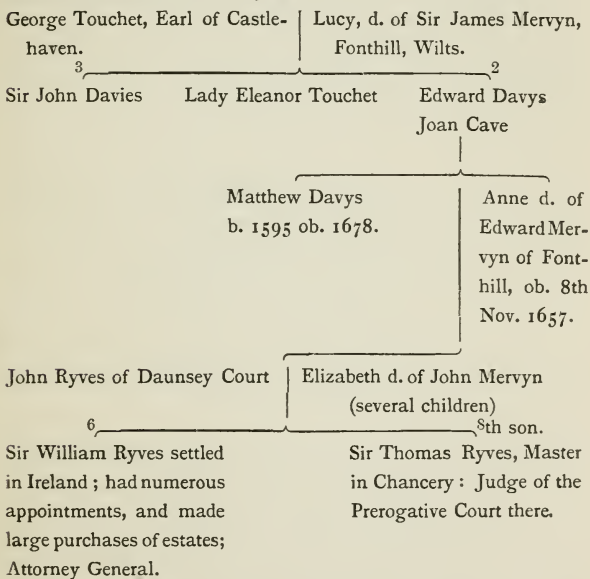 George Touchet, Earl of Castle-
haven.
Lucy, d. of Sir James Mervyn,
Fonthill, Wilts.
3
2
Sir John Davies
Lady Eleanor Touchet
Edward Davys
Joan Cave
Matthew Davys
b. 1595 ob. 1678.
Anne d. of
Edward Mer-
vyn of Font-
hill, ob. 8th
Nov. 1657.
John Ryves of Daunsey Court
Elizabeth d. of John Mervyn
(several children)
6
8th son.
Sir William Ryves settled
in Ireland ; had numerous
appointments, and made
large purchases of estates;
Attorney General.
Sir Thomas Ryves, Master
in Chancery : Judge of the
Prerogative Court there.